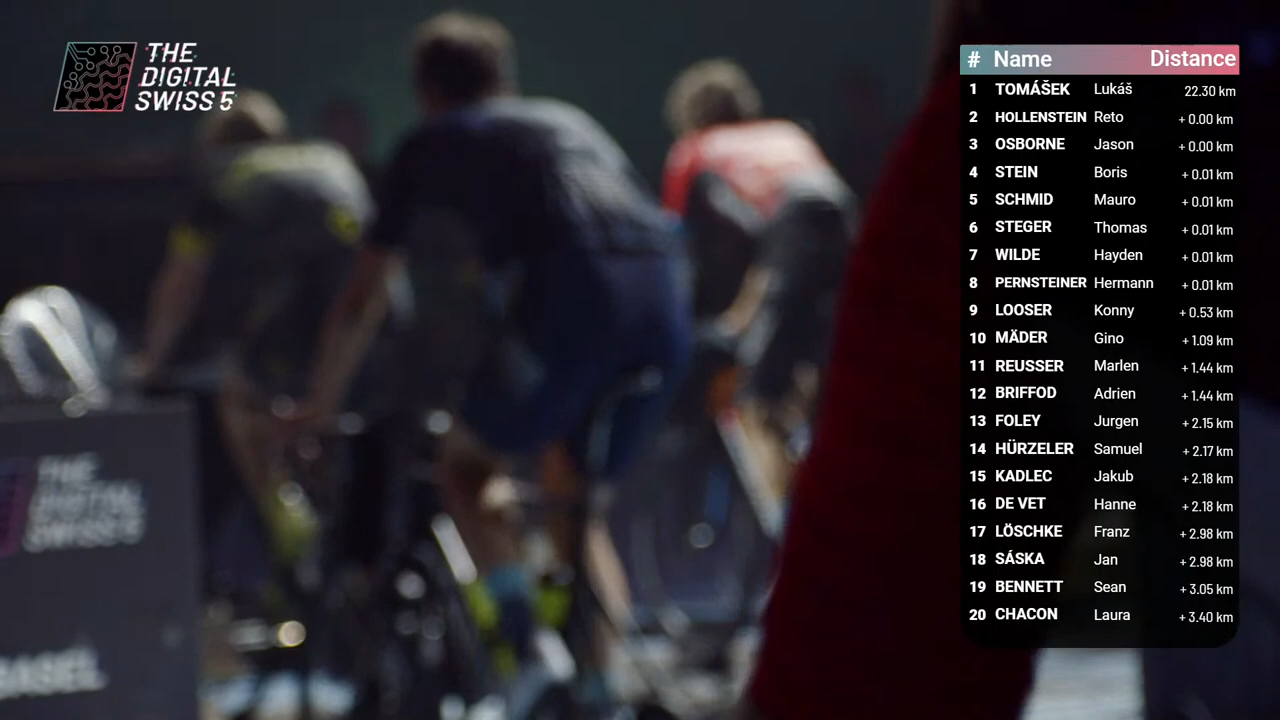 THE
DIGITAL
SWISS 5
# Name Distance
1 TOMÁŠEK Lukáš 22.30 km
2 HOLLENSTEIN Reto + 0.00 km
3 OSBORNE Jason + 0.00 km
4 STEIN Boris + 0.01 km
5 SCHMID Mauro + 0.01 km
6 STEGER Thomas + 0.01 km
7 WILDE Hayden + 0.01 km
8 PERNSTEINER Hermann + 0.01 km
9 LOOSER Konny + 0.53 km
10 MÄDER Gino + 1.09 km
11 REUSSER Marlen + 1.44 km
12 BRIFFOD Adrien + 1.44 km
13 FOLEY Jurgen + 2.15 km
14 HÜRZELER Samuel + 2.17 km
15 KADLEC Jakub + 2.18 km
16 DE VET Hanne + 2.18 km
17 LÖSCHKE Franz + 2.98 km
18 SÁSKA Jan + 2.98 km
19 BENNETT Sean + 3.05 km
20 CHACON Laura + 3.40 km
THE
DIGITAL
SWISS 5
BASEL